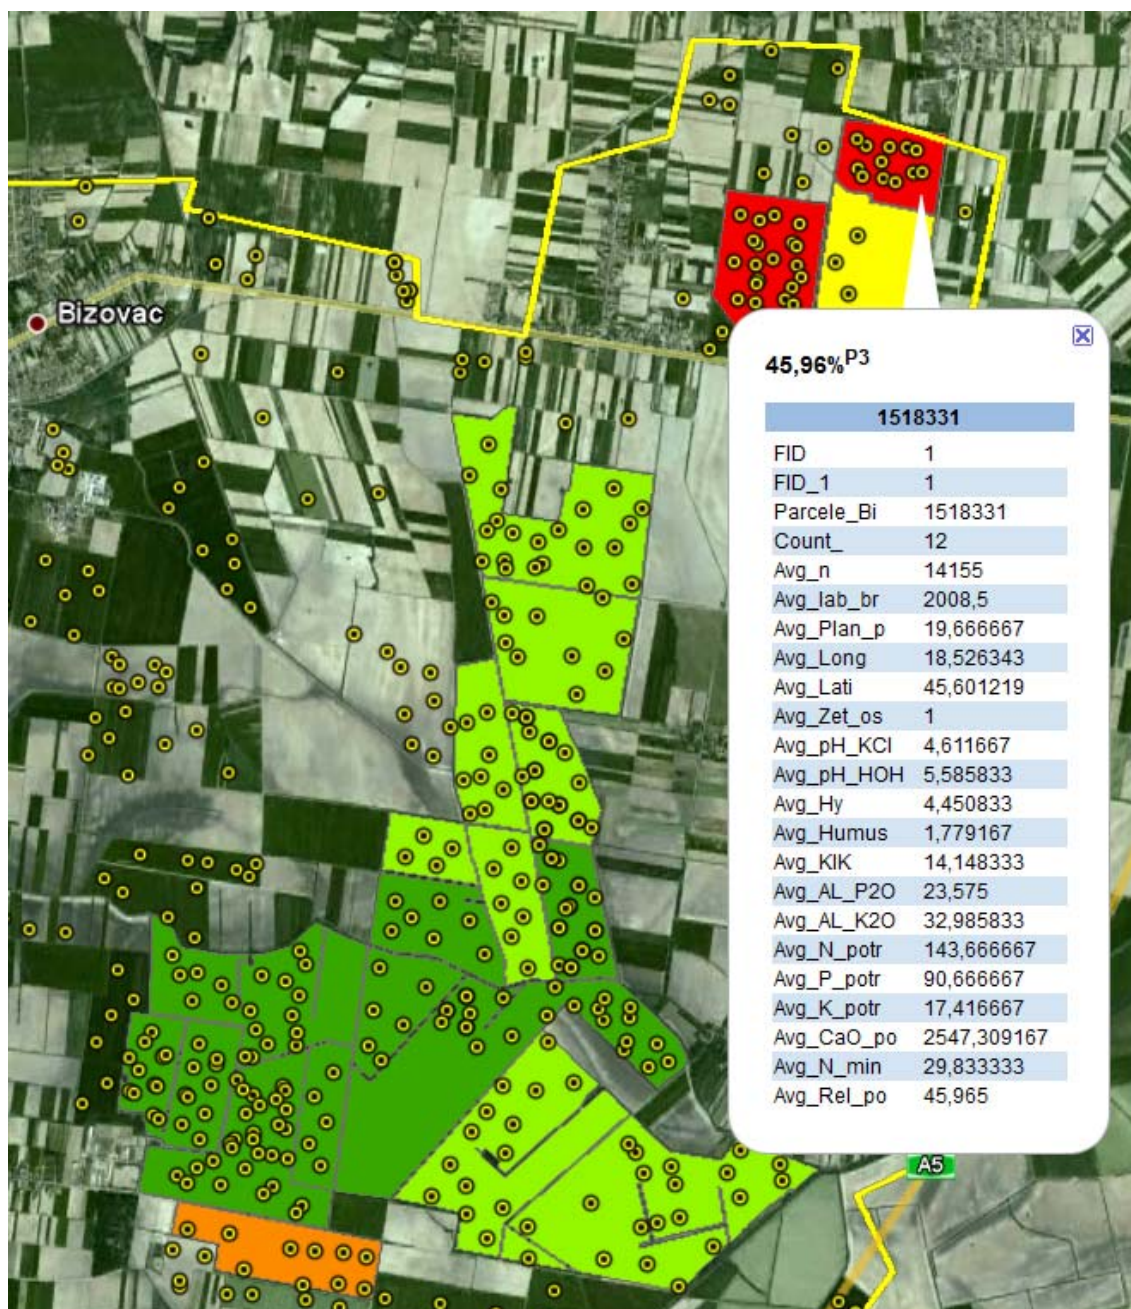 Bizovac
45,96%P3
1518331
FID 1
FID_1 1
Parcele_Bi 1518331
Count_ 12
Avg_n 14155
Avg_lab_br 2008,5
Avg_Plan_p 19,666667
Avg_Long 18,526343
Avg_Lati 45,601219
Avg_Zet_os 1
Avg_pH_KCl 4,611667
Avg_pH_HOH 5,585833
Avg_Hy 4,450833
Avg_Humus 1,779167
Avg_KIK 14,148333
Avg_AL_P2O 23,575
Avg_AL_K2O 32,985833
Avg_N_potr 143,666667
Avg_P_potr 90,666667
Avg_K_potr 17,416667
Avg_CaO_po 2547,309167
Avg_N_min 29,833333
Avg_Rel_po 45,965
A5